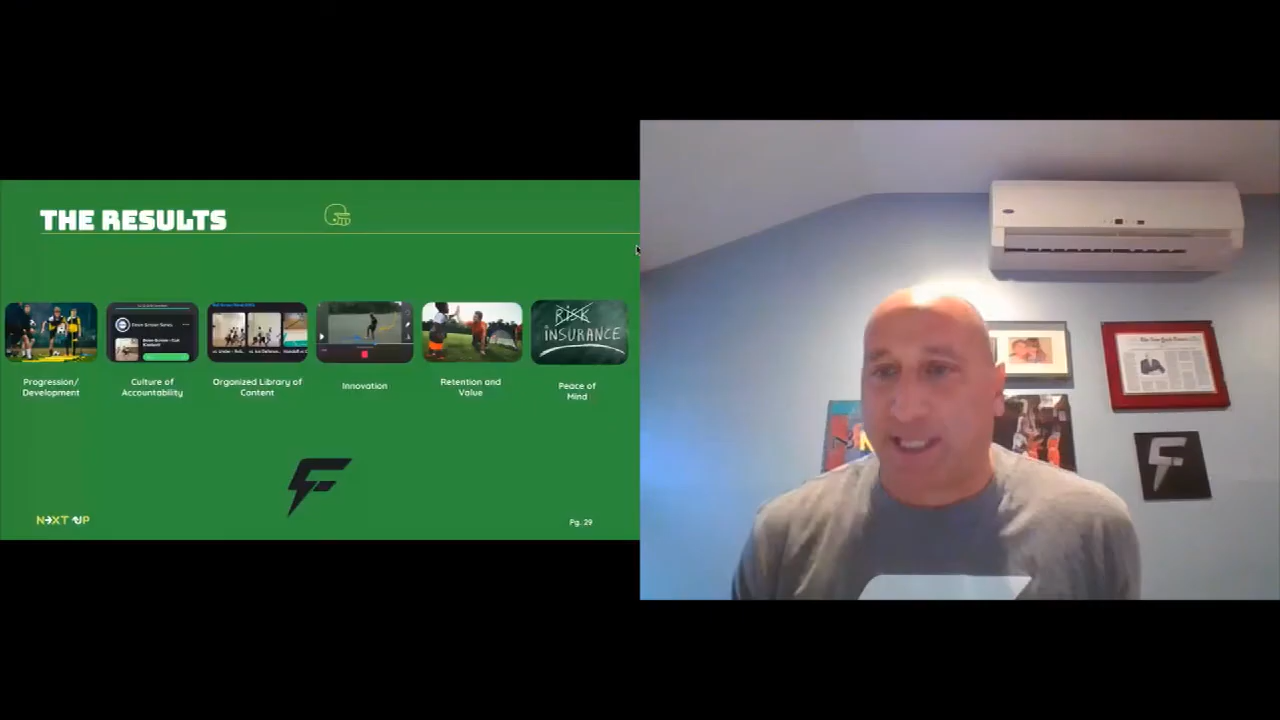 THE RESULTS
RISK
INSURANCE
Progression/
Development
Culture of
Accountability
Organized Library of
Content
Innovation
Retention and
Value
Peace of
Mind
NEXT UP
Pg. 29